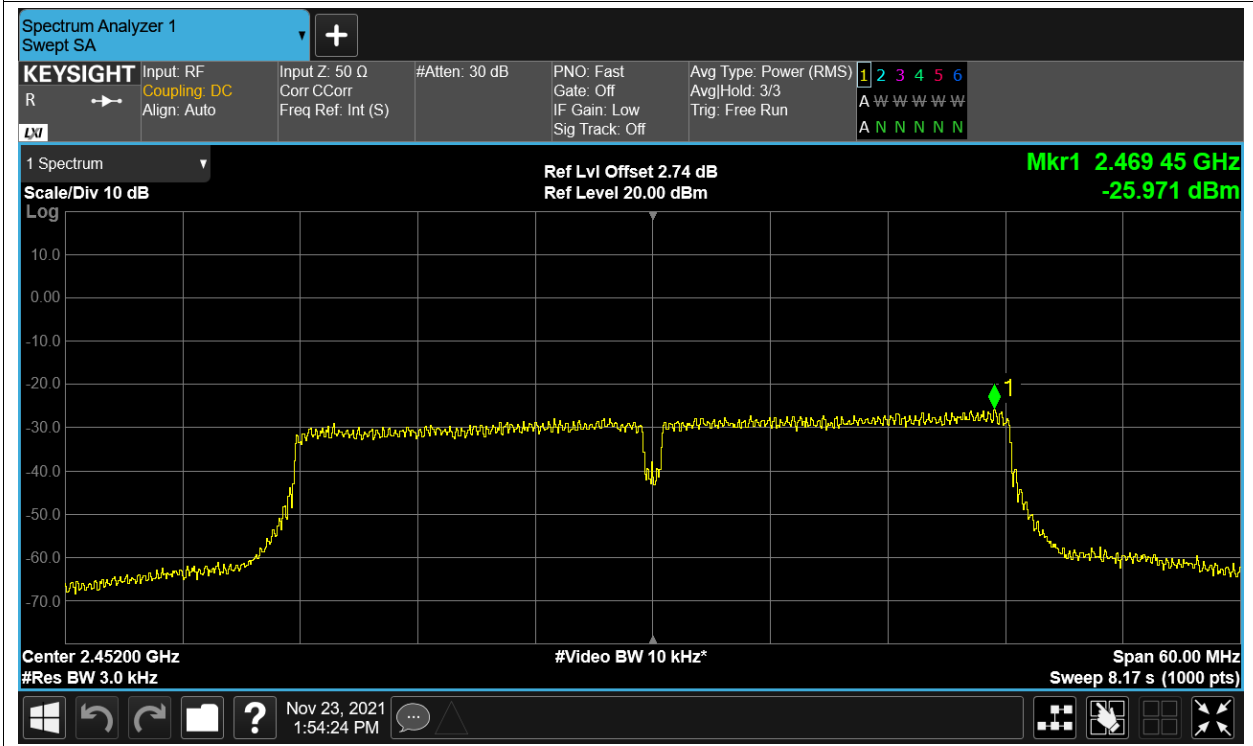 Spectrum Analyzer 1
Swept SA
+
KEYSIGHT
R
LXI
Input: RF
Coupling: DC
Align: Auto
Input Z: 50 Ω
Corr CCorr
Freq Ref: Int (S)
#Atten: 30 dB
PNO: Fast
Gate: Off
IF Gain: Low
Sig Track: Off
Avg Type: Power (RMS)
Avg|Hold: 3/3
Trig: Free Run
1 2 3 4 5 6
A W W W W W
A N N N N N
1 Spectrum
Scale/Div 10 dB
Log
Ref Lvl Offset 2.74 dB
Ref Level 20.00 dBm
Mkr1 2.469 45 GHz
-25.971 dBm
10.0
0.00
-10.0
-20.0
-30.0
-40.0
-50.0
-60.0
-70.0
1
Center 2.45200 GHz
#Res BW 3.0 kHz
#Video BW 10 kHz*
Span 60.00 MHz
Sweep 8.17 s (1000 pts)
?
Nov 23, 2021
1:54:24 PM